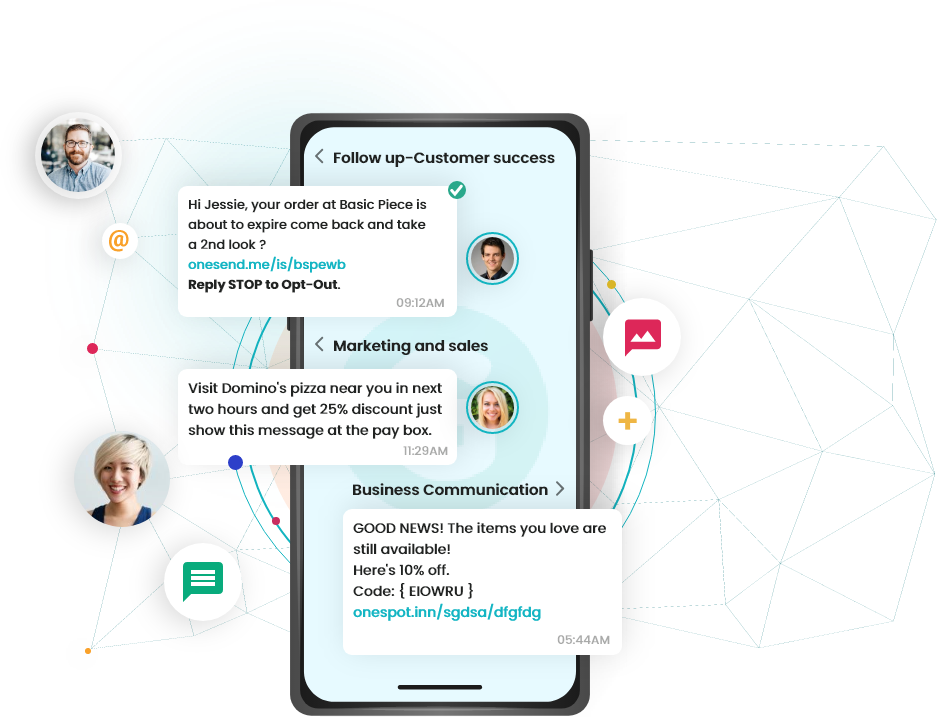 Follow up-Customer success
Hi Jessie, your order at Basic Piece is
about to expire come back and take
a 2nd look ?
onesend.me/is/bspewb
Reply STOP to Opt-Out.
09:12AM
@
Marketing and sales
Visit Domino's pizza near you in next
two hours and get 25% discount just
show this message at the pay box.
11:29AM
Business Communication
GOOD NEWS! The items you love are
still available!
Here's 10% off.
Code: { EIOWRU }
onespot.inn/sgdsa/dfgfdg
05:44AM